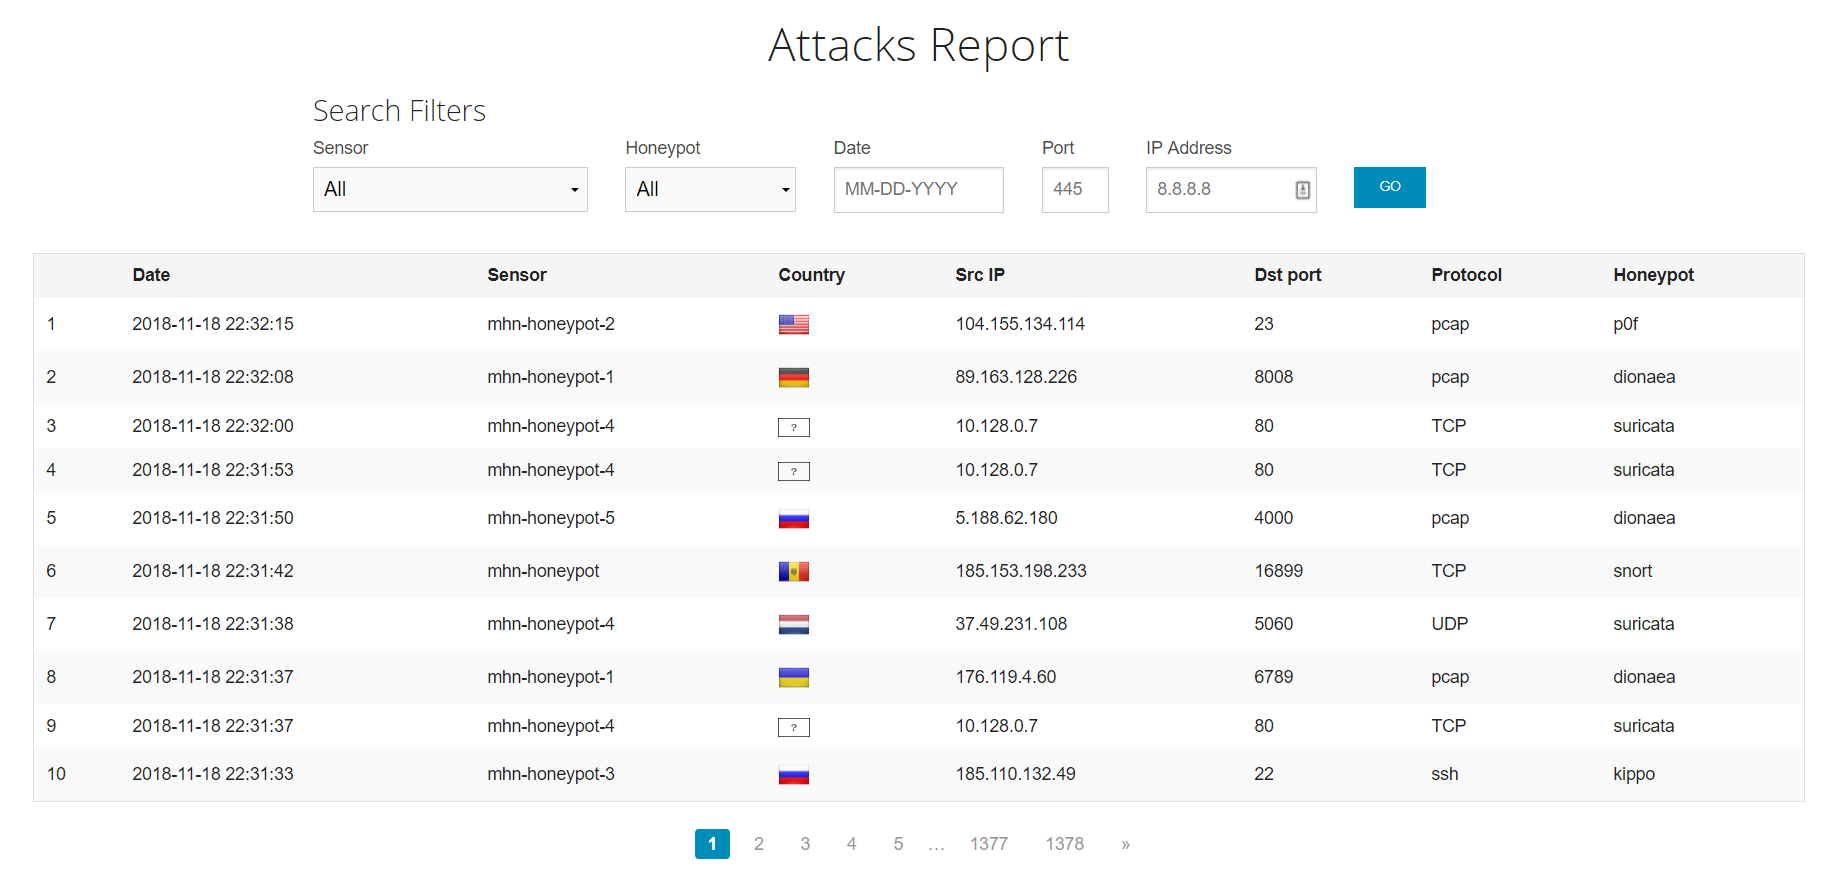 Attacks Report
Search Filters
Sensor Honeypot Date Port IP Address
All All MM-DD-YYYY 445 8.8.8.8 GO
Date Sensor Country Src IP Dst port Protocol Honeypot
1 2018-11-18 22:32:15 mhn-honeypot-2 104.155.134.114 23 pcap p0f
2 2018-11-18 22:32:08 mhn-honeypot-1 89.163.128.226 8008 pcap dionaea
3 2018-11-18 22:32:00 mhn-honeypot-4 ? 10.128.0.7 80 TCP suricata
4 2018-11-18 22:31:53 mhn-honeypot-4 ? 10.128.0.7 80 TCP suricata
5 2018-11-18 22:31:50 mhn-honeypot-5 5.188.62.180 4000 pcap dionaea
6 2018-11-18 22:31:42 mhn-honeypot 185.153.198.233 16899 TCP snort
7 2018-11-18 22:31:38 mhn-honeypot-4 37.49.231.108 5060 UDP suricata
8 2018-11-18 22:31:37 mhn-honeypot-1 176.119.4.60 6789 pcap dionaea
9 2018-11-18 22:31:37 mhn-honeypot-4 ? 10.128.0.7 80 TCP suricata
10 2018-11-18 22:31:33 mhn-honeypot-3 185.110.132.49 22 ssh kippo
1 2 3 4 5 ... 1377 1378 »